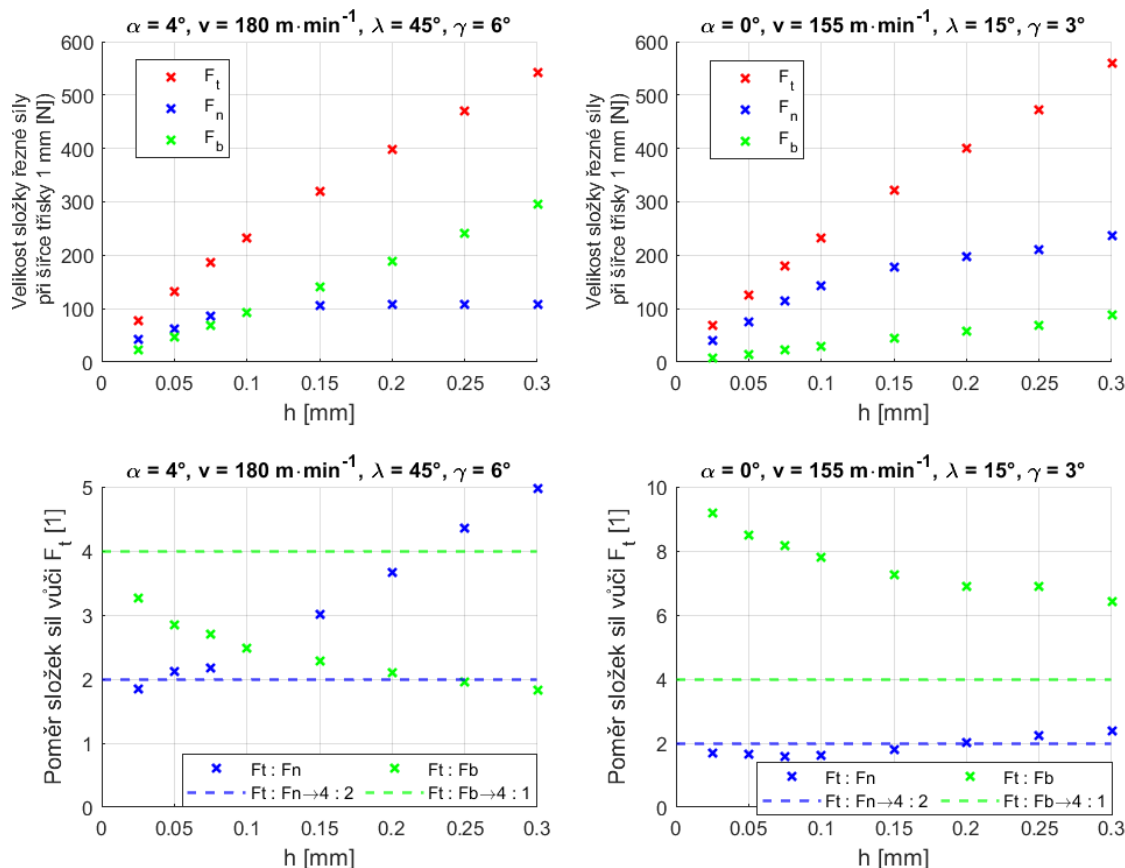 α = 4°, v = 180 m·min⁻¹, λ = 45°, γ = 6°
600
500
400
300
200
100
0
Velikost složky řezné síly
při šířce třísky 1 mm [N]
F_t
F_n
F_b
0 0.05 0.1 0.15 0.2 0.25 0.3
h [mm]
α = 0°, v = 155 m·min⁻¹, λ = 15°, γ = 3°
600
500
400
300
200
100
0
Velikost složky řezné síly
při šířce třísky 1 mm [N]
F_t
F_n
F_b
0 0.05 0.1 0.15 0.2 0.25 0.3
h [mm]
α = 4°, v = 180 m·min⁻¹, λ = 45°, γ = 6°
5
4
3
2
1
0
Poměr složek sil vůči F_t [1]
Ft : Fn Ft : Fb
Ft : Fn→4 : 2 Ft : Fb→4 : 1
0 0.05 0.1 0.15 0.2 0.25 0.3
h [mm]
α = 0°, v = 155 m·min⁻¹, λ = 15°, γ = 3°
10
8
6
4
2
0
Poměr složek sil vůči F_t [1]
Ft : Fn Ft : Fb
Ft : Fn→4 : 2 Ft : Fb→4 : 1
0 0.05 0.1 0.15 0.2 0.25 0.3
h [mm]